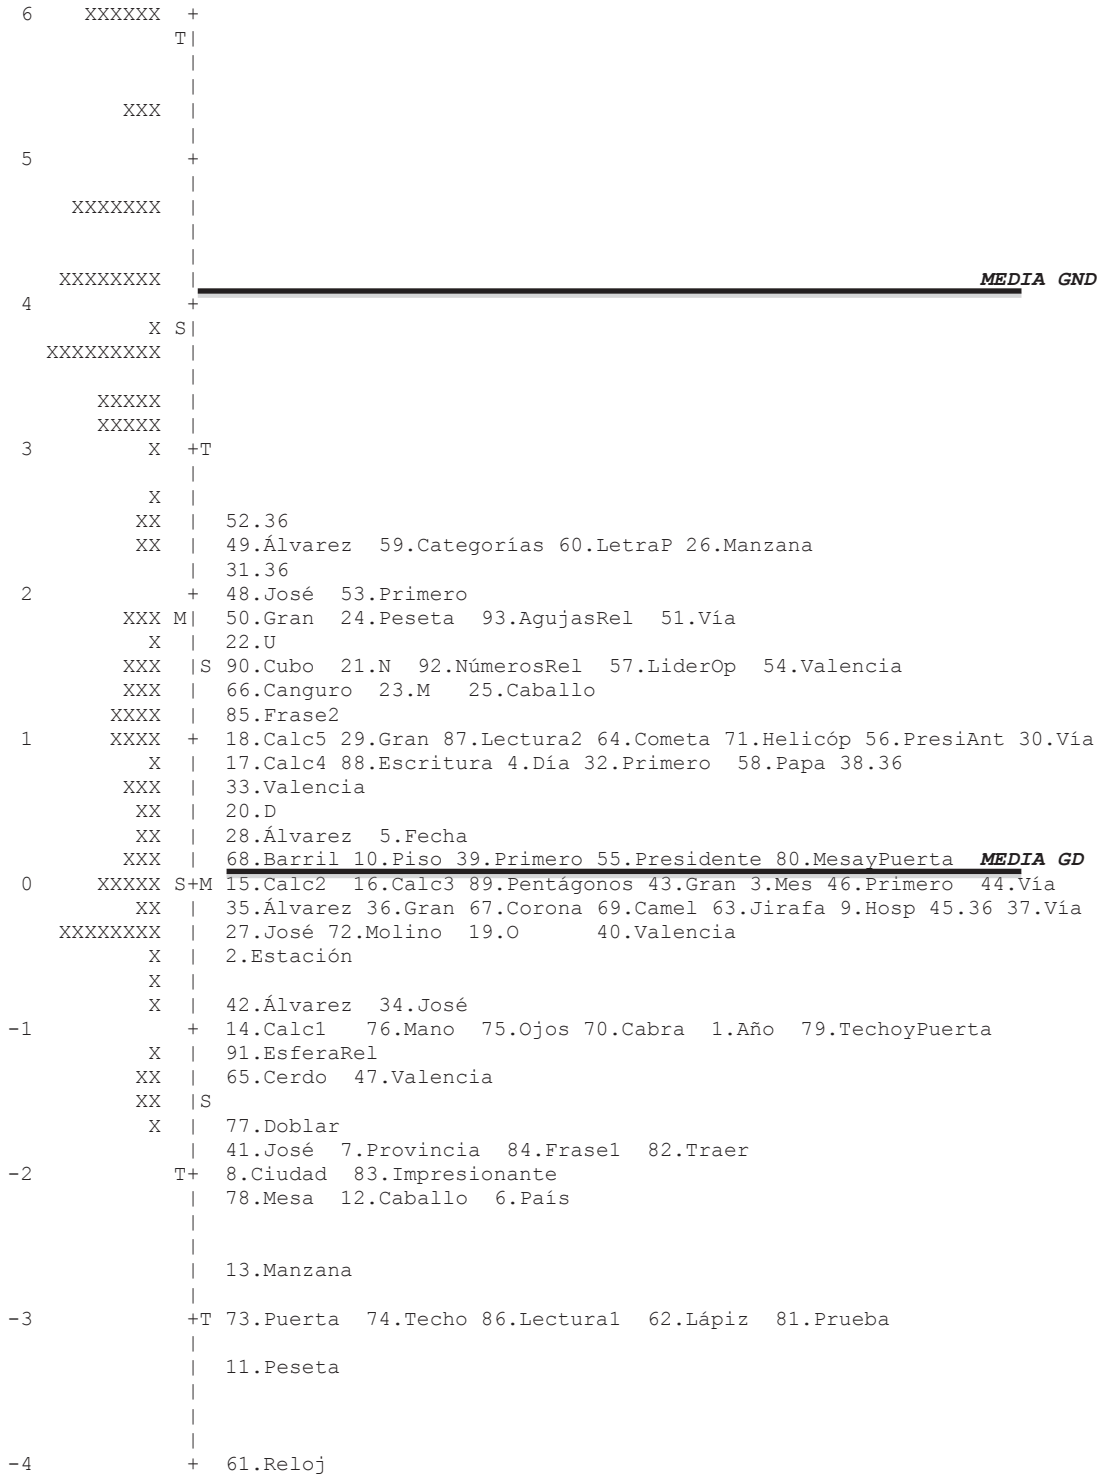 6 XXXXXX +
T|
|
|
XXX |
|
5 +
|
XXXXXXX |
|
|
XXXXXXXX | MEDIA GND
4 +
X S|
XXXXXXXXX |
|
XXXXX |
XXXXX |
3 X +T
|
X |
XX | 52.36
XX | 49.Álvarez 59.Categorías 60.LetraP 26.Manzana
| 31.36
2 + 48.José 53.Primero
XXX M| 50.Gran 24.Peseta 93.AgujasRel 51.Vía
X | 22.U
XXX |S 90.Cubo 21.N 92.NúmerosRel 57.LiderOp 54.Valencia
XXX | 66.Canguro 23.M 25.Caballo
XXXX | 85.Frase2
1 XXXX + 18.Calc5 29.Gran 87.Lectura2 64.Cometa 71.Helicóp 56.PresiAnt 30.Vía
X | 17.Calc4 88.Escritura 4.Día 32.Primero 58.Papa 38.36
XXX | 33.Valencia
XX | 20.D
XX | 28.Álvarez 5.Fecha
XXX | 68.Barril 10.Piso 39.Primero 55.Presidente 80.MesayPuerta MEDIA GD
0 XXXXX S+M 15.Calc2 16.Calc3 89.Pentágonos 43.Gran 3.Mes 46.Primero 44.Vía
XX | 35.Álvarez 36.Gran 67.Corona 69.Camel 63.Jirafa 9.Hosp 45.36 37.Vía
XXXXXXXX | 27.José 72.Molino 19.O 40.Valencia
X | 2.Estación
X |
X | 42.Álvarez 34.José
-1 + 14.Calc1 76.Mano 75.Ojos 70.Cabra 1.Año 79.TechoyPuerta
X | 91.EsferaRel
XX | 65.Cerdo 47.Valencia
XX |S
X | 77.Doblar
| 41.José 7.Provincia 84.Frase1 82.Traer
-2 T+ 8.Ciudad 83.Impresionante
| 78.Mesa 12.Caballo 6.País
|
|
| 13.Manzana
|
-3 +T 73.Puerta 74.Techo 86.Lectura1 62.Lápiz 81.Prueba
|
| 11.Peseta
|
|
|
-4 + 61.Reloj